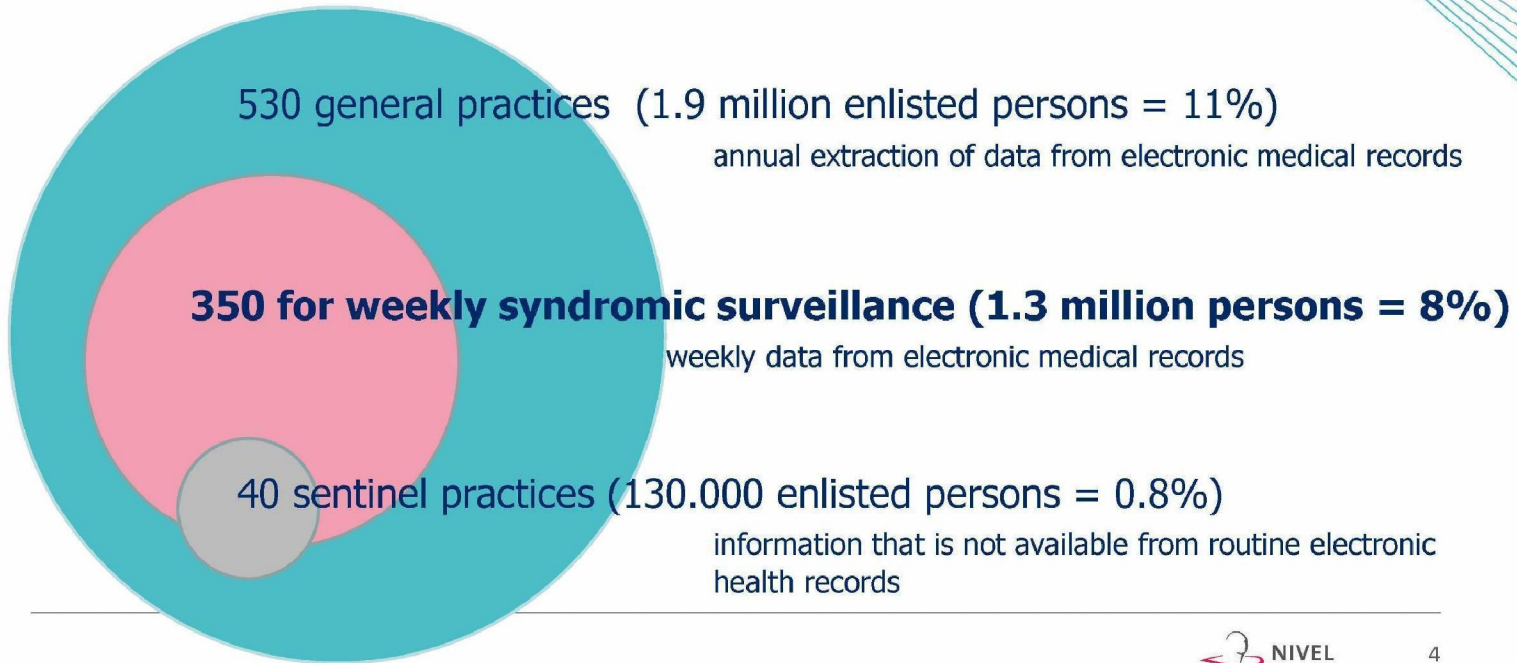 530 general practices (1.9 million enlisted persons = 11%)
annual extraction of data from electronic medical records
350 for weekly syndromic surveillance (1.3 million persons = 8%)
weekly data from electronic medical records
40 sentinel practices (130.000 enlisted persons = 0.8%)
information that is not available from routine electronic
health records
NIVEL
4